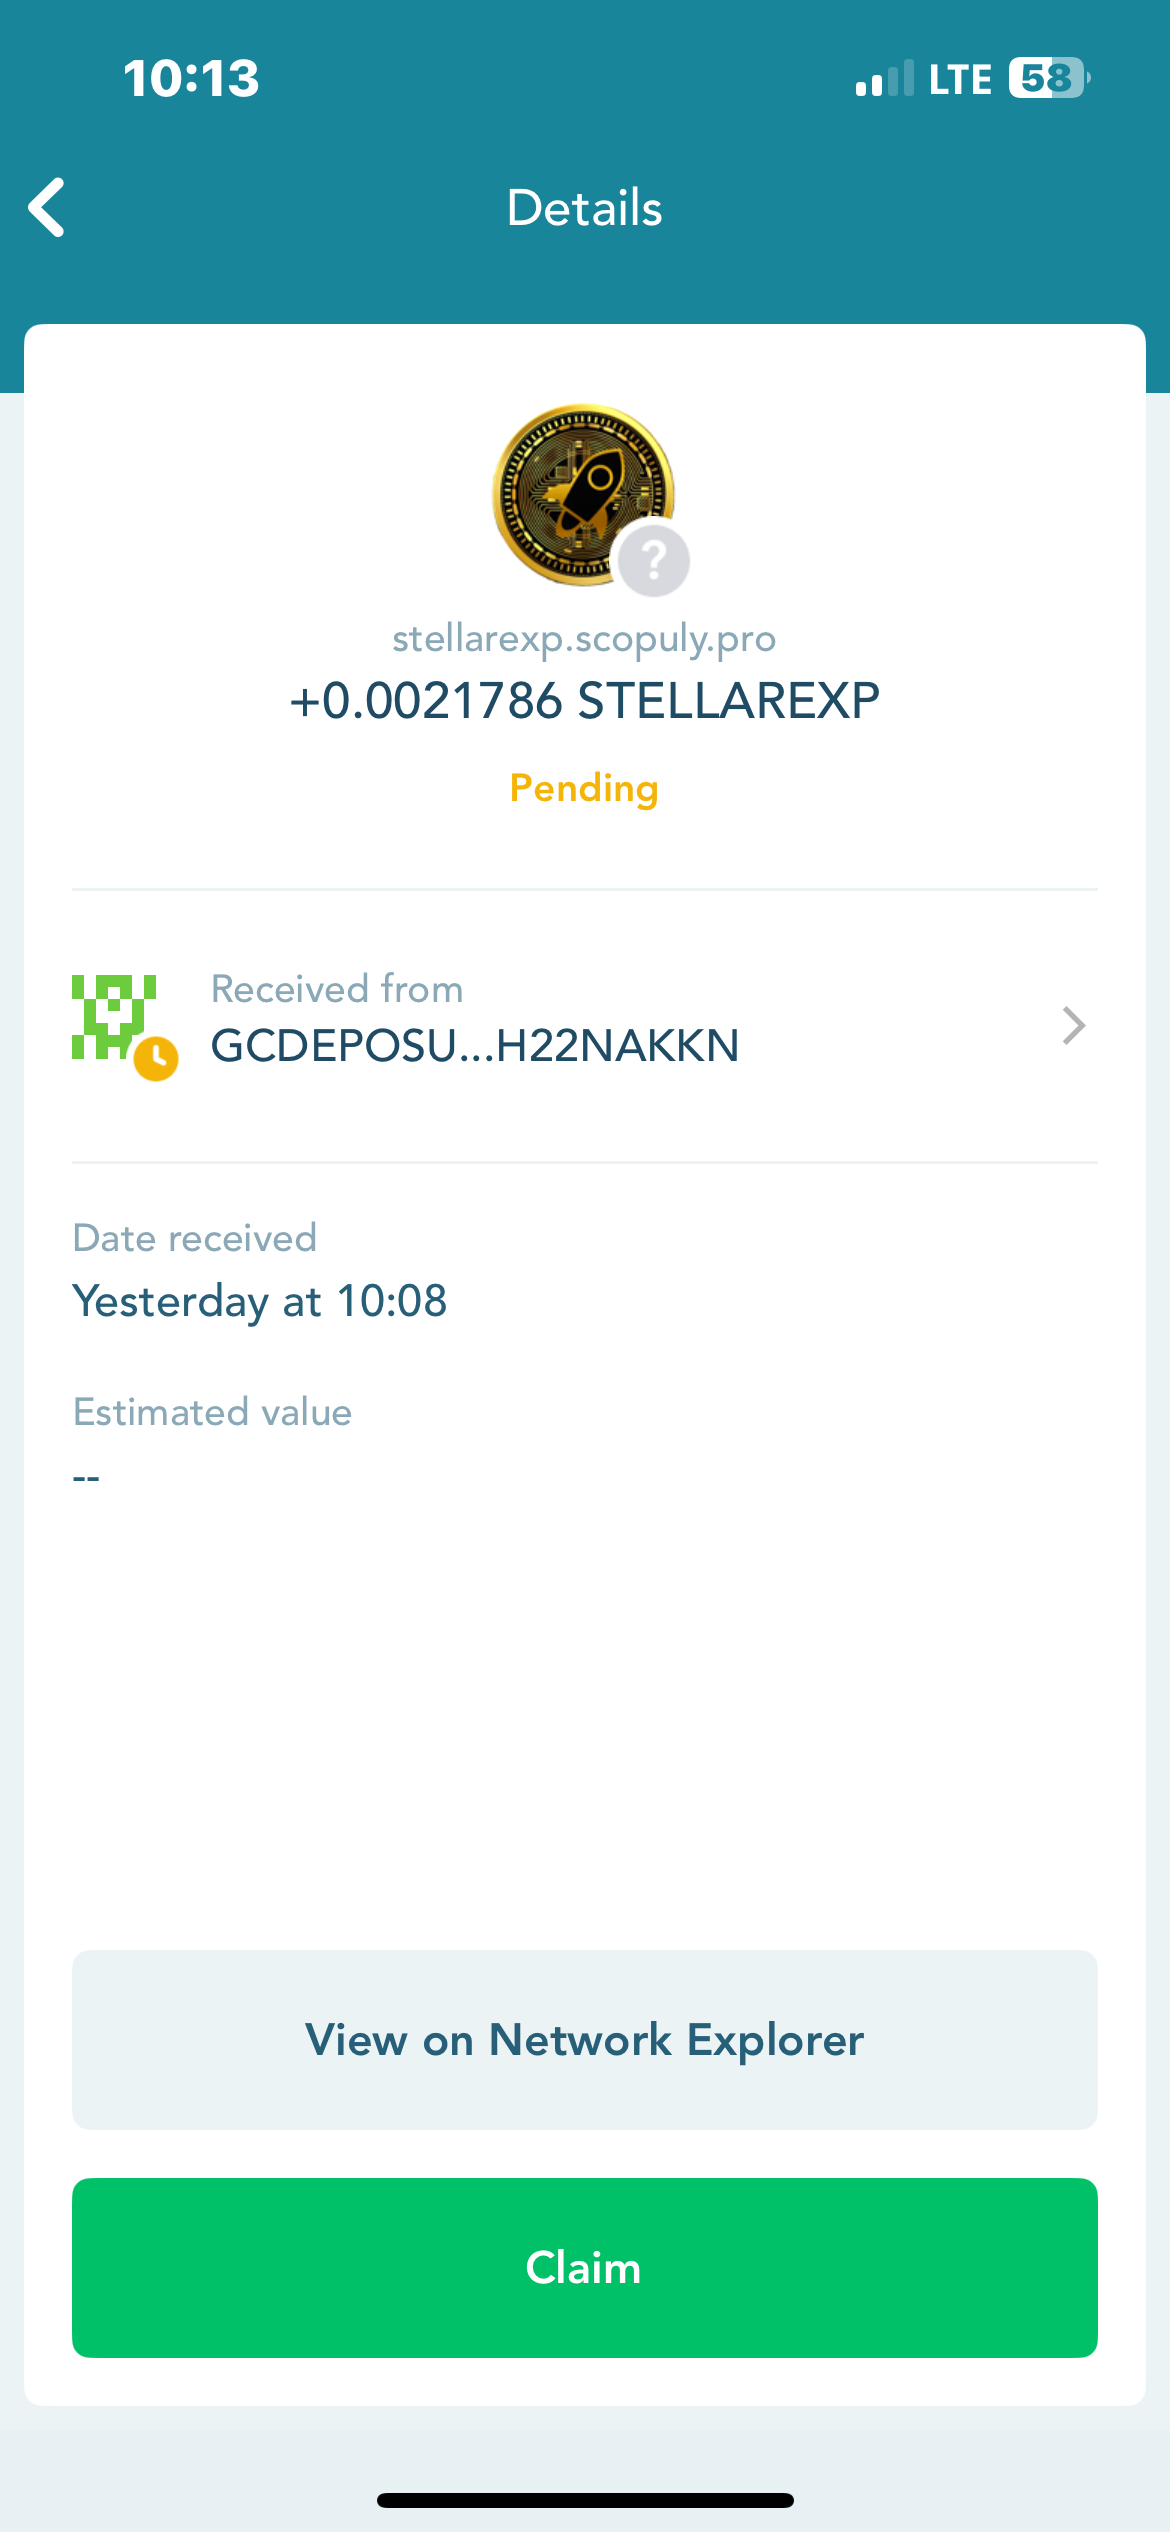 10:13
LTE 58
Details
?
stellarexp.scopuly.pro
+0.0021786 STELLAREXP
Pending
Received from
GCDEPOSU...H22NAKKN
Date received
Yesterday at 10:08
Estimated value
--
View on Network Explorer
Claim